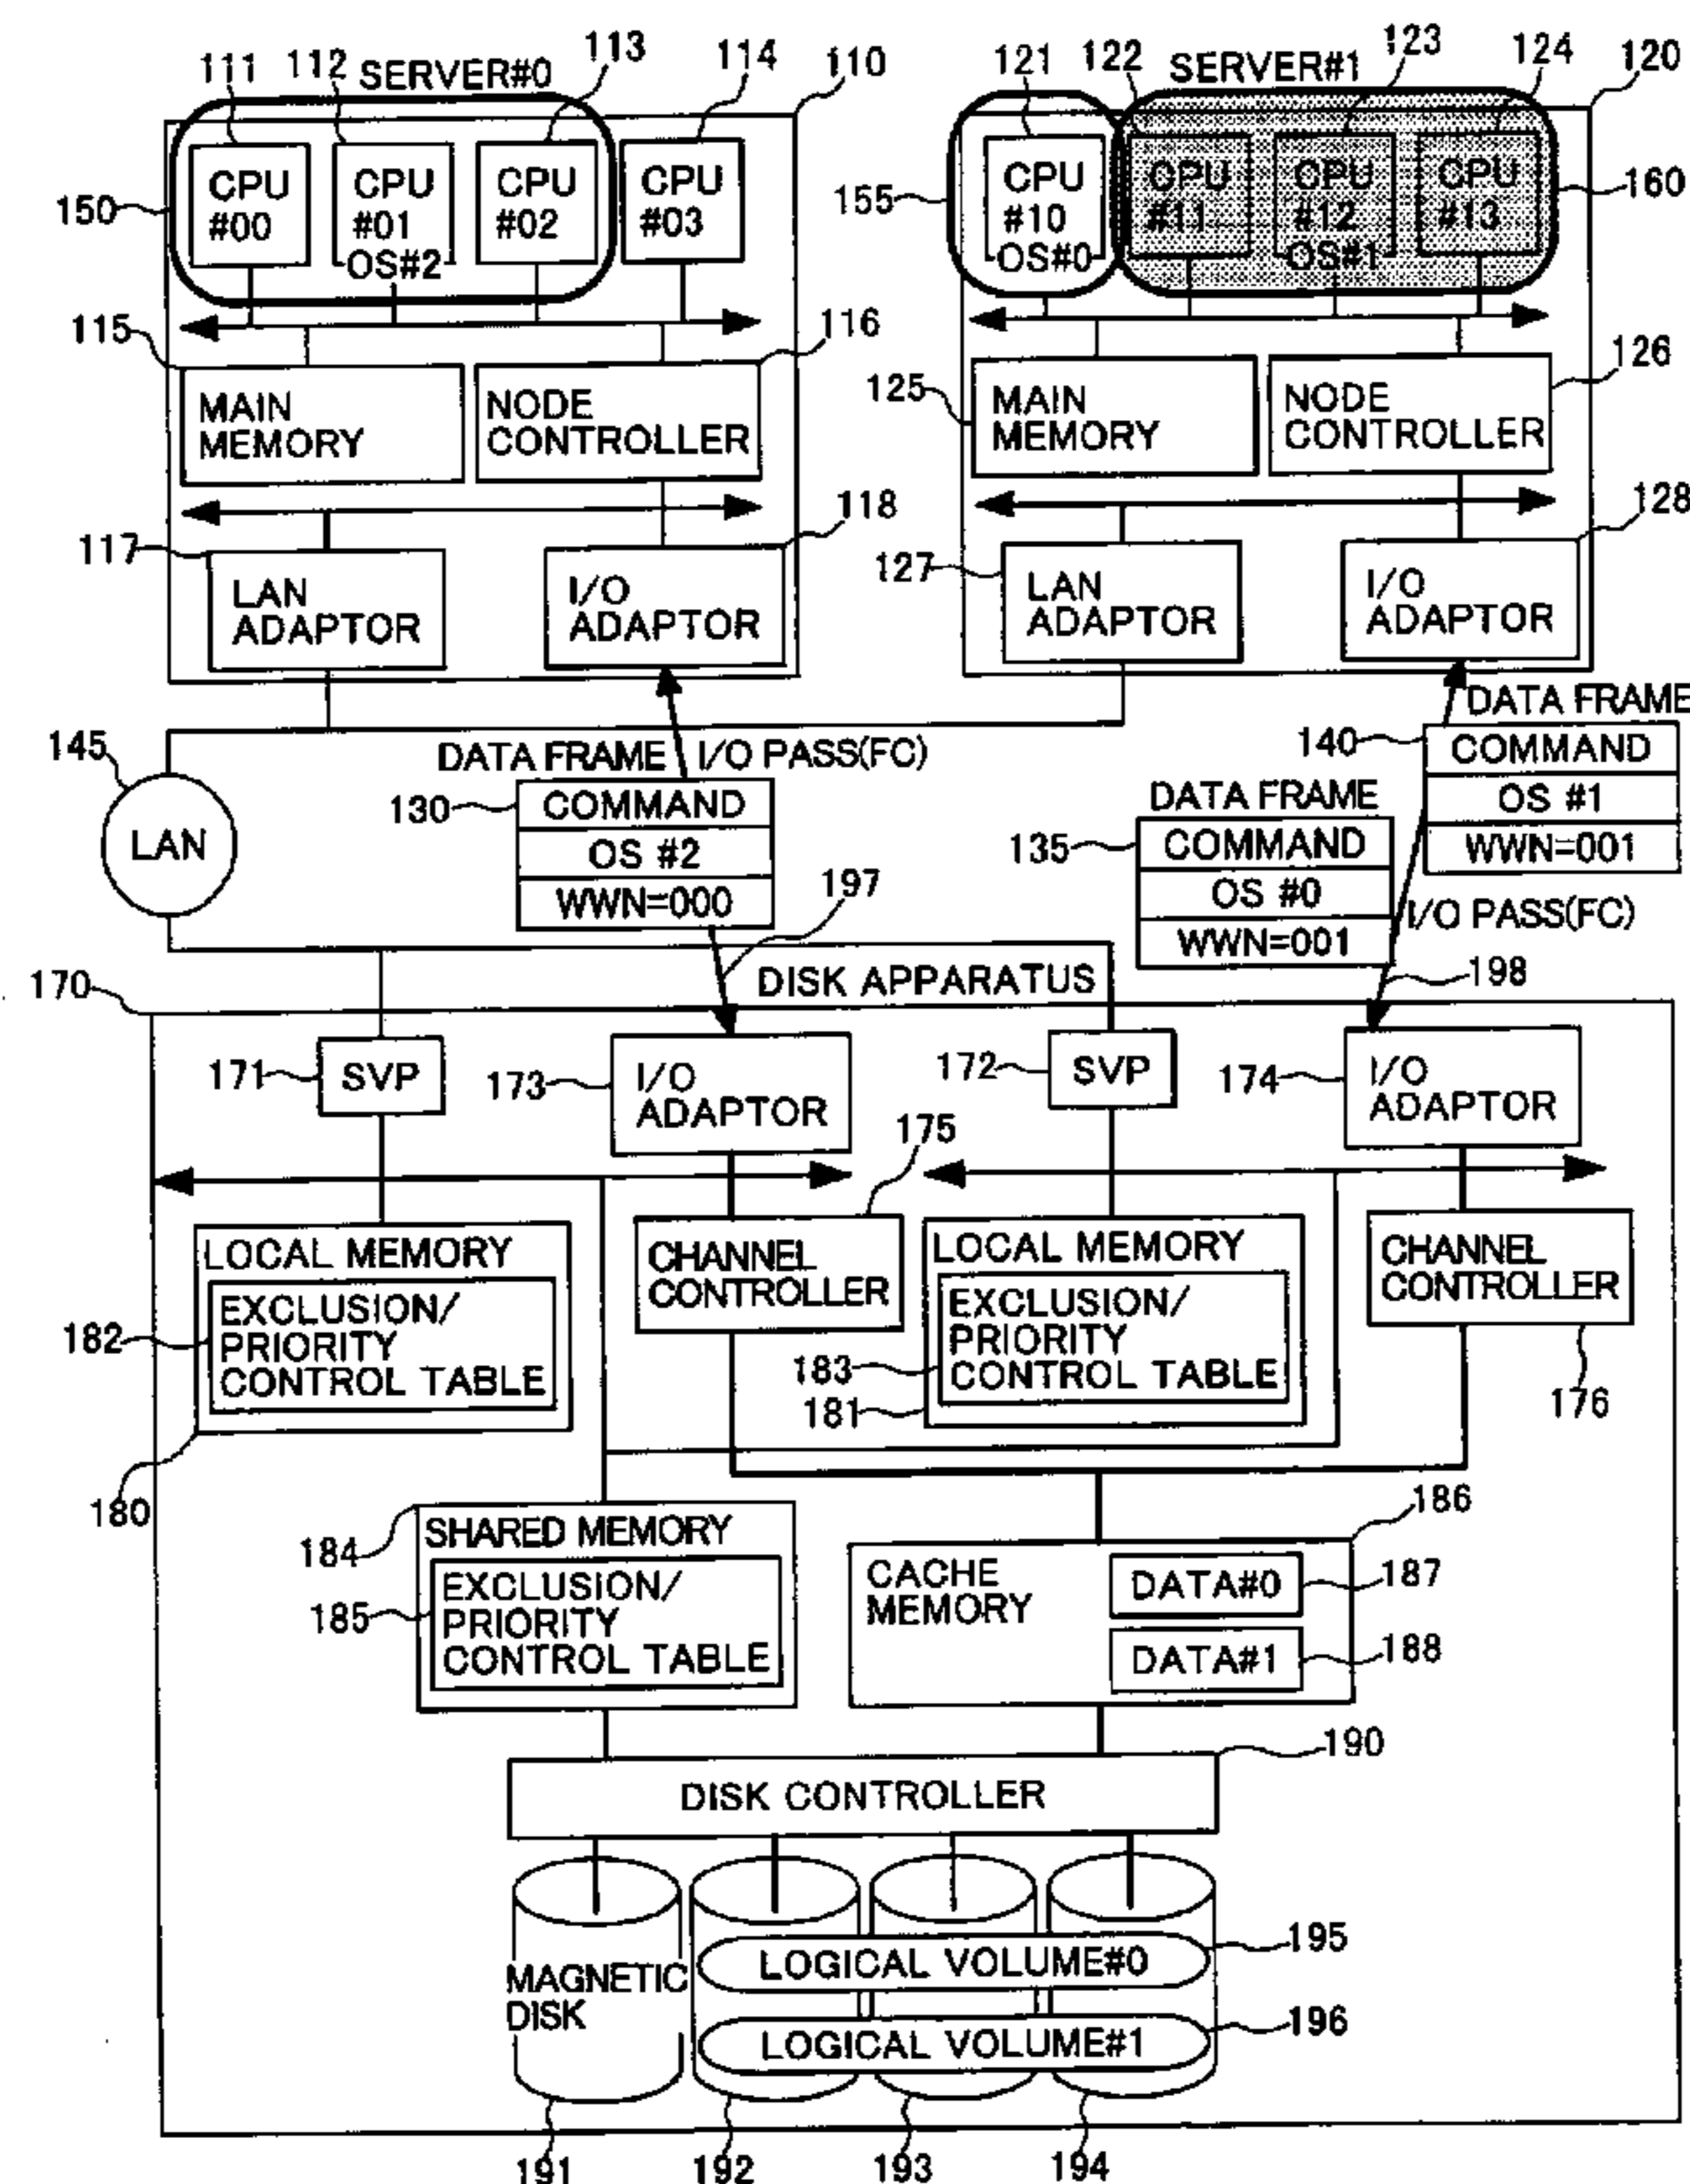 111 112 SERVER#0 113 114 110
121 122 SERVER#1 123 124 120
150
CPU
#00
CPU
#01
OS#2
CPU
#02
CPU
#03
155
CPU
#10
OS#0
CPU
#11
CPU
#12
OS#1
CPU
#13
160
115
MAIN
MEMORY
116
NODE
CONTROLLER
125
MAIN
MEMORY
126
NODE
CONTROLLER
117
LAN
ADAPTOR
118
I/O
ADAPTOR
127
LAN
ADAPTOR
128
I/O
ADAPTOR
145
LAN
DATA FRAME
I/O PASS(FC)
130
COMMAND
OS #2
WWN=000
197
DATA FRAME
135
COMMAND
OS #0
WWN=001
DATA FRAME
140
COMMAND
OS #1
WWN=001
I/O PASS(FC)
198
170
DISK APPARATUS
171
SVP
173
I/O
ADAPTOR
172
SVP
174
I/O
ADAPTOR
175
LOCAL MEMORY
182
EXCLUSION/
PRIORITY
CONTROL TABLE
180
CHANNEL
CONTROLLER
LOCAL MEMORY
EXCLUSION/
PRIORITY
CONTROL TABLE
183
181
CHANNEL
CONTROLLER
176
184
SHARED MEMORY
185
EXCLUSION/
PRIORITY
CONTROL TABLE
186
CACHE
MEMORY
DATA#0
187
DATA#1
188
190
DISK CONTROLLER
MAGNETIC
DISK
LOGICAL VOLUME#0
195
LOGICAL VOLUME#1
196
191 192 193 194